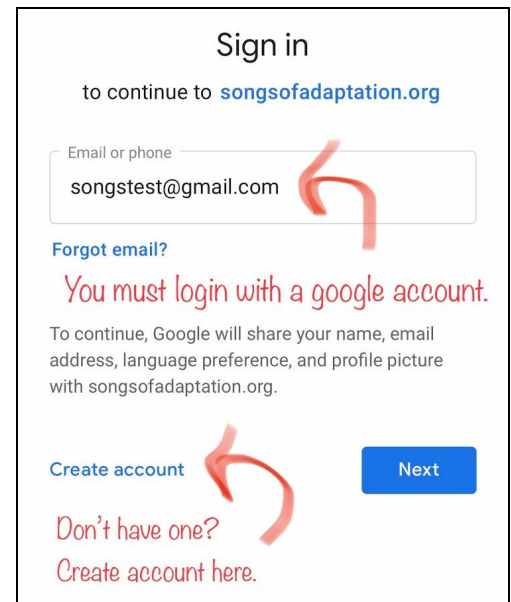 Sign in
to continue to songsofadaptation.org
Email or phone
songstest@gmail.com
Forgot email?
You must login with a google account.
To continue, Google will share your name, email
address, language preference, and profile picture
with songsofadaptation.org.
Create account
Next
Don't have one?
Create account here.